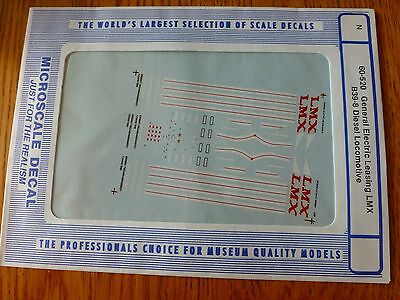 THE WORLD'S LARGEST SELECTION OF SCALE DECALS
N
60-520 General Electric Leasing LMX
B39-8 Diesel Locomotive
MICROSCALE DECAL
JUST FOR THE REALISM
LMX
LMX
LMX
LMX
THE PROFESSIONALS CHOICE FOR MUSEUM QUALITY MODELS